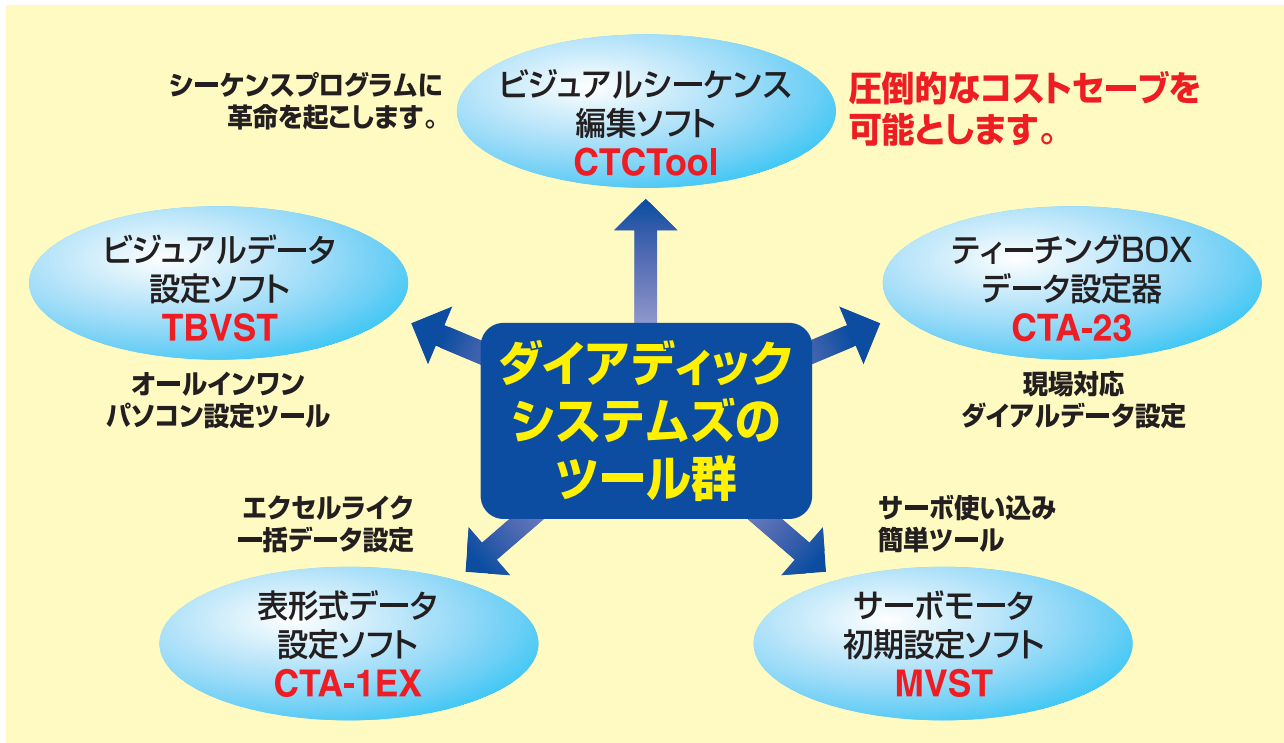 シーケンスプログラムに
革命を起こします。
ビジュアルシーケンス
編集ソフト
CTCTool
圧倒的なコストセーブを
可能とします。
ビジュアルデータ
設定ソフト
TBVST
オールインワン
パソコン設定ツール
ティーチングBOX
データ設定器
CTA-23
現場対応
ダイアルデータ設定
ダイアディック
システムズの
ツール群
エクセルライク
一括データ設定
表形式データ
設定ソフト
CTA-1EX
サーボ使い込み
簡単ツール
サーボモータ
初期設定ソフト
MVST